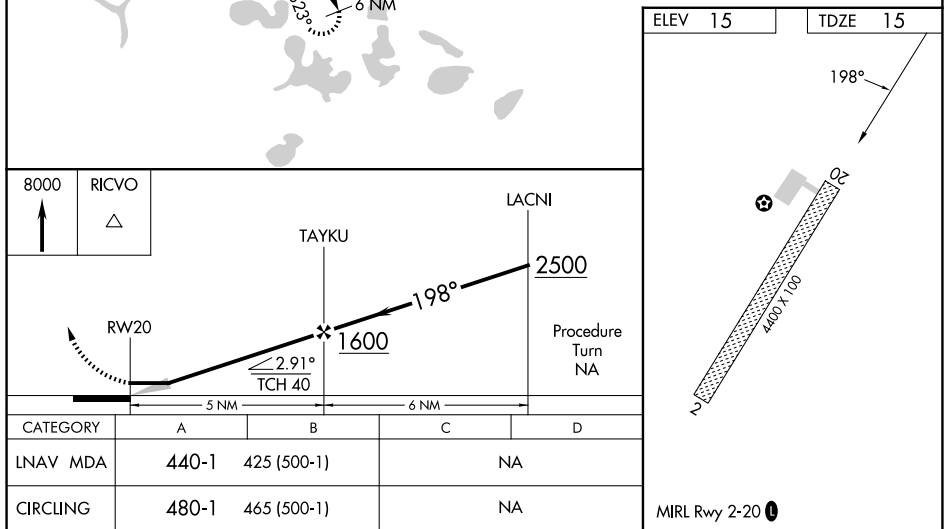 023°
6 NM
ELEV 15
TDZE 15
198°
20
4400 X 100
2
MIRL Rwy 2-20 L
8000
RICVO
LACNI
TAYKU
2500
198°
RW20
1600
2.91°
TCH 40
Procedure
Turn
NA
5 NM
6 NM
CATEGORY A B C D
LNAV MDA 440-1 425 (500-1) NA
CIRCLING 480-1 465 (500-1) NA